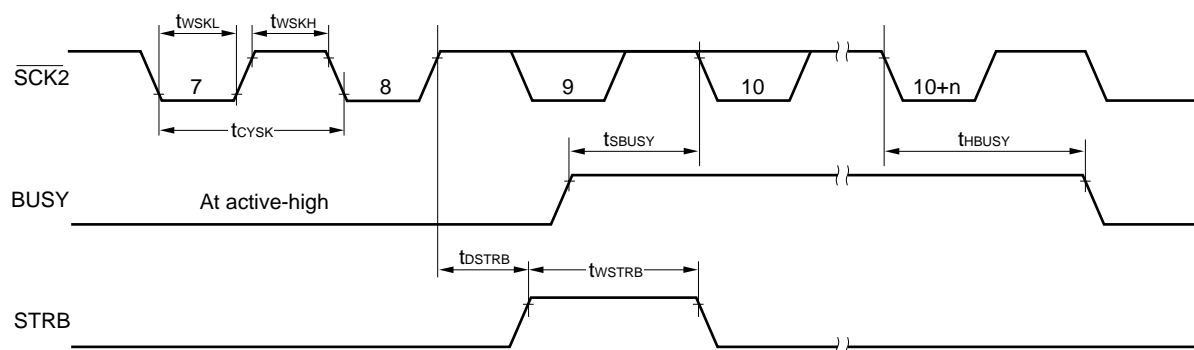 tWSKL tWSKH
SCK2
7 8 9 10 10+n
tCYSK
tSBUSY tHBUSY
BUSY
At active-high
tDSTRB tWSTRB
STRB